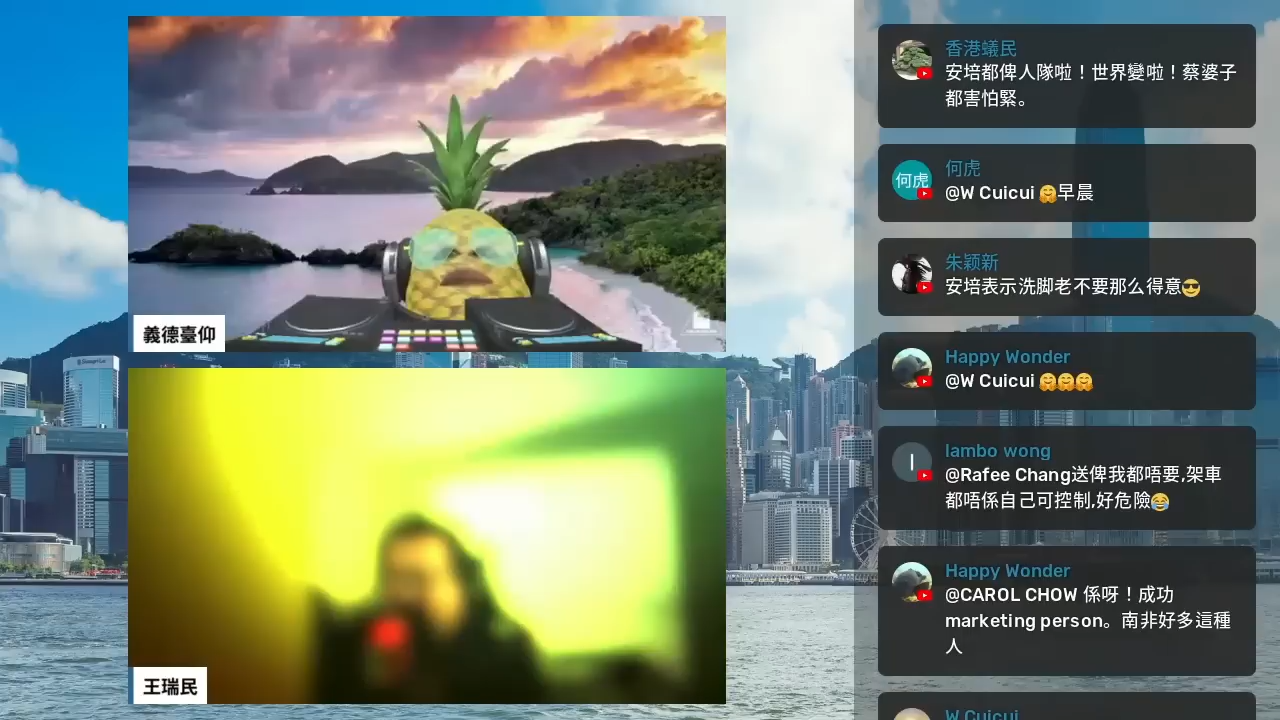 義德臺仰
王瑞民
香港蟻民
安培都俾人隊啦！世界變啦！蔡婆子
都害怕緊。
何虎
何虎
@W Cuicui 🤗早晨
朱颖新
安培表示洗脚老不要那么得意😎
Happy Wonder
@W Cuicui 🤗🤗🤗
l
lambo wong
@Rafee Chang送俾我都唔要,架車
都唔係自己可控制,好危險😂
Happy Wonder
@CAROL CHOW 係呀！成功
marketing person。南非好多這種
人
W Cuicui